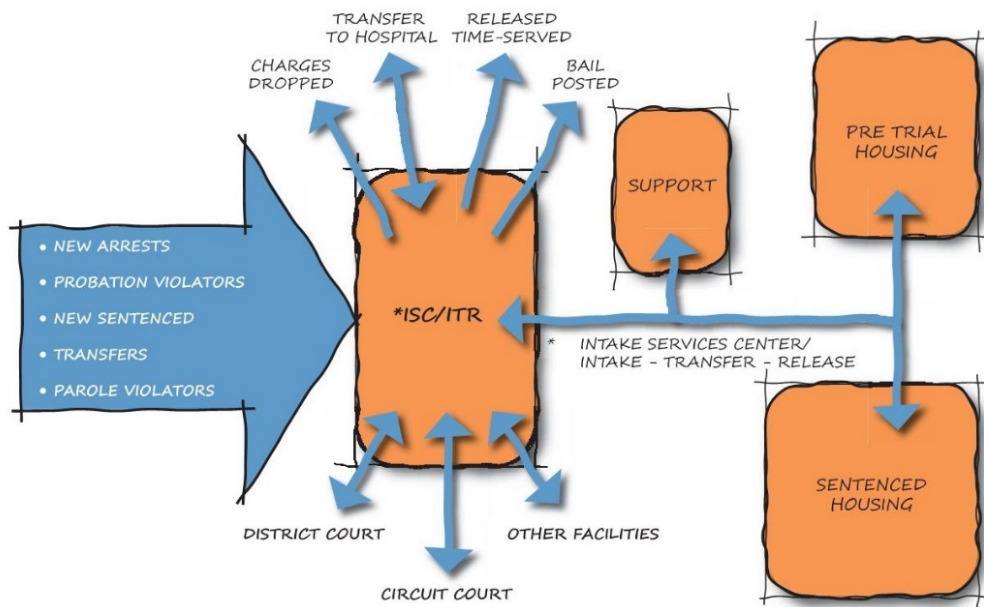 TRANSFER
TO HOSPITAL
RELEASED
TIME-SERVED
CHARGES
DROPPED
BAIL
POSTED
PRE TRIAL
HOUSING
SUPPORT
• NEW ARRESTS
• PROBATION VIOLATORS
• NEW SENTENCED
• TRANSFERS
• PAROLE VIOLATORS
*ISC/ITR
* INTAKE SERVICES CENTER/
INTAKE - TRANSFER - RELEASE
SENTENCED
HOUSING
DISTRICT COURT
OTHER FACILITIES
CIRCUIT COURT